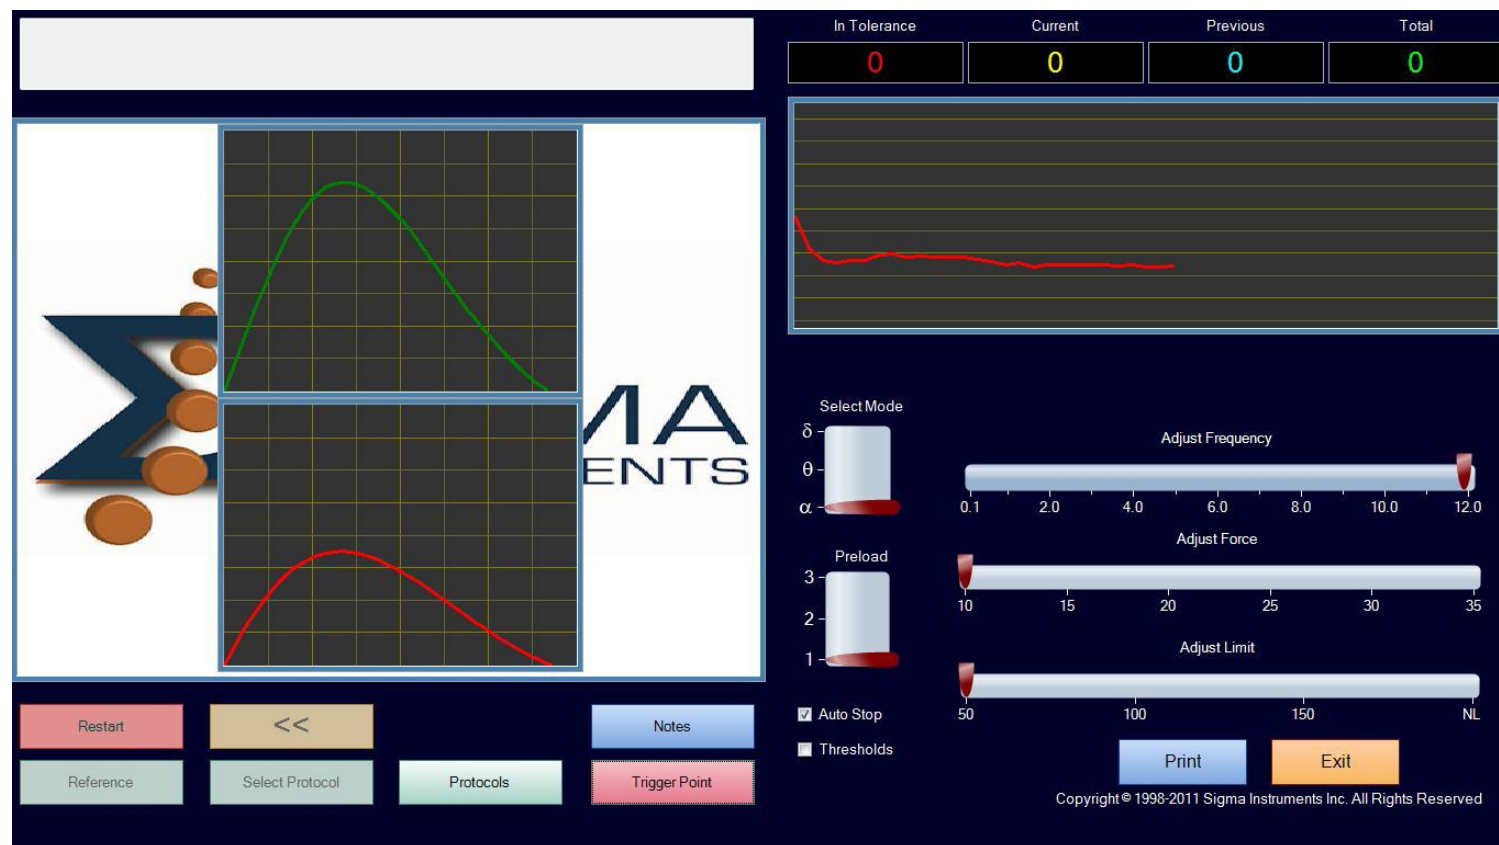 In Tolerance Current Previous Total
0 0 0 0
MA
MENTS
Select Mode
δ
θ
α
Adjust Frequency
0.1 2.0 4.0 6.0 8.0 10.0 12.0
Adjust Force
10 15 20 25 30 35
Preload
3
2
1
Adjust Limit
50 100 150 NL
Auto Stop
Thresholds
Restart << Notes
Reference Select Protocol Protocols Trigger Point
Print Exit
Copyright © 1998-2011 Sigma Instruments Inc. All Rights Reserved